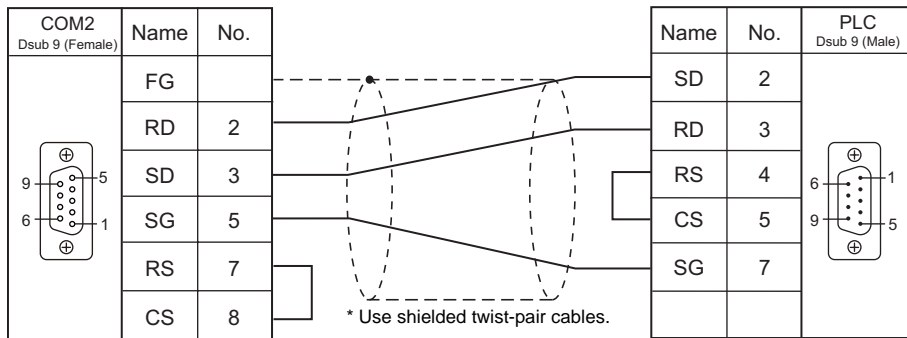 COM2
Dsub 9 (Female)
Name
No.
FG
RD
2
SD
3
SG
5
RS
7
CS
8
9
5
6
1
* Use shielded twist-pair cables.
Name
No.
PLC
Dsub 9 (Male)
SD
2
RD
3
RS
4
CS
5
SG
7
6
1
9
5